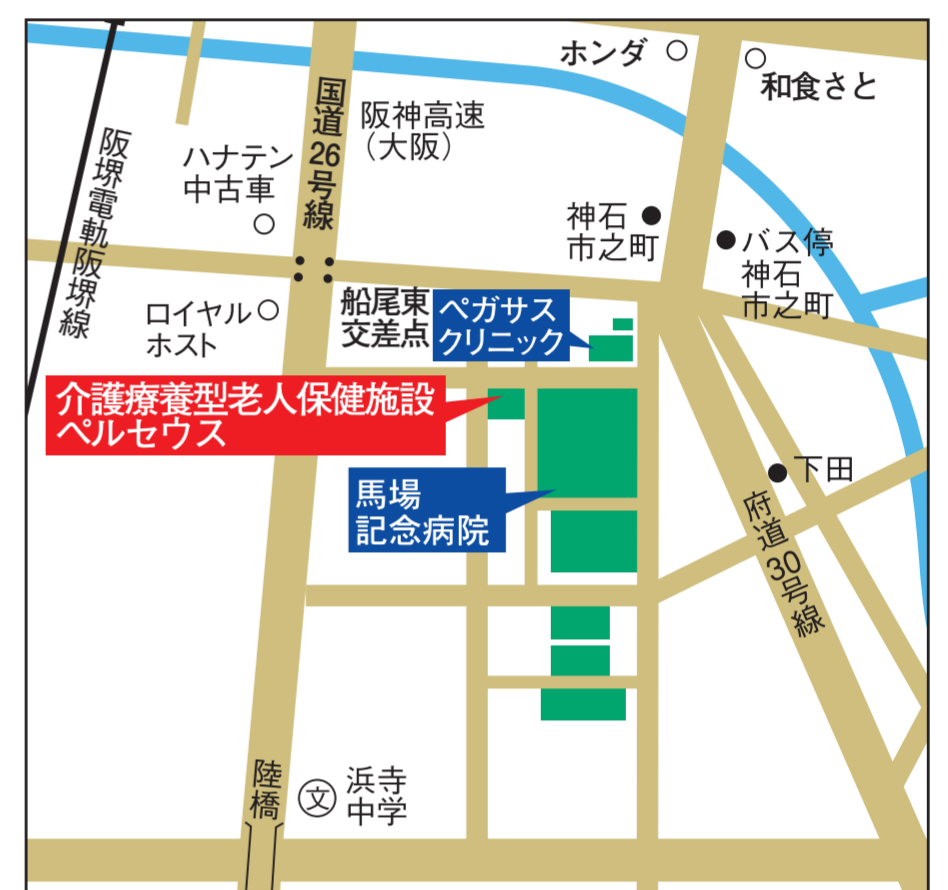 ホンダ
和食さと
国道26号線
阪神高速
（大阪）
阪堺電軌阪堺線
ハナテン
中古車
神石
市之町
バス停
神石
市之町
ロイヤル
ホスト
船尾東
交差点
ペガサス
クリニック
介護療養型老人保健施設
ペルセウス
馬場
記念病院
下田
府道30号線
陸橋
文
浜寺
中学